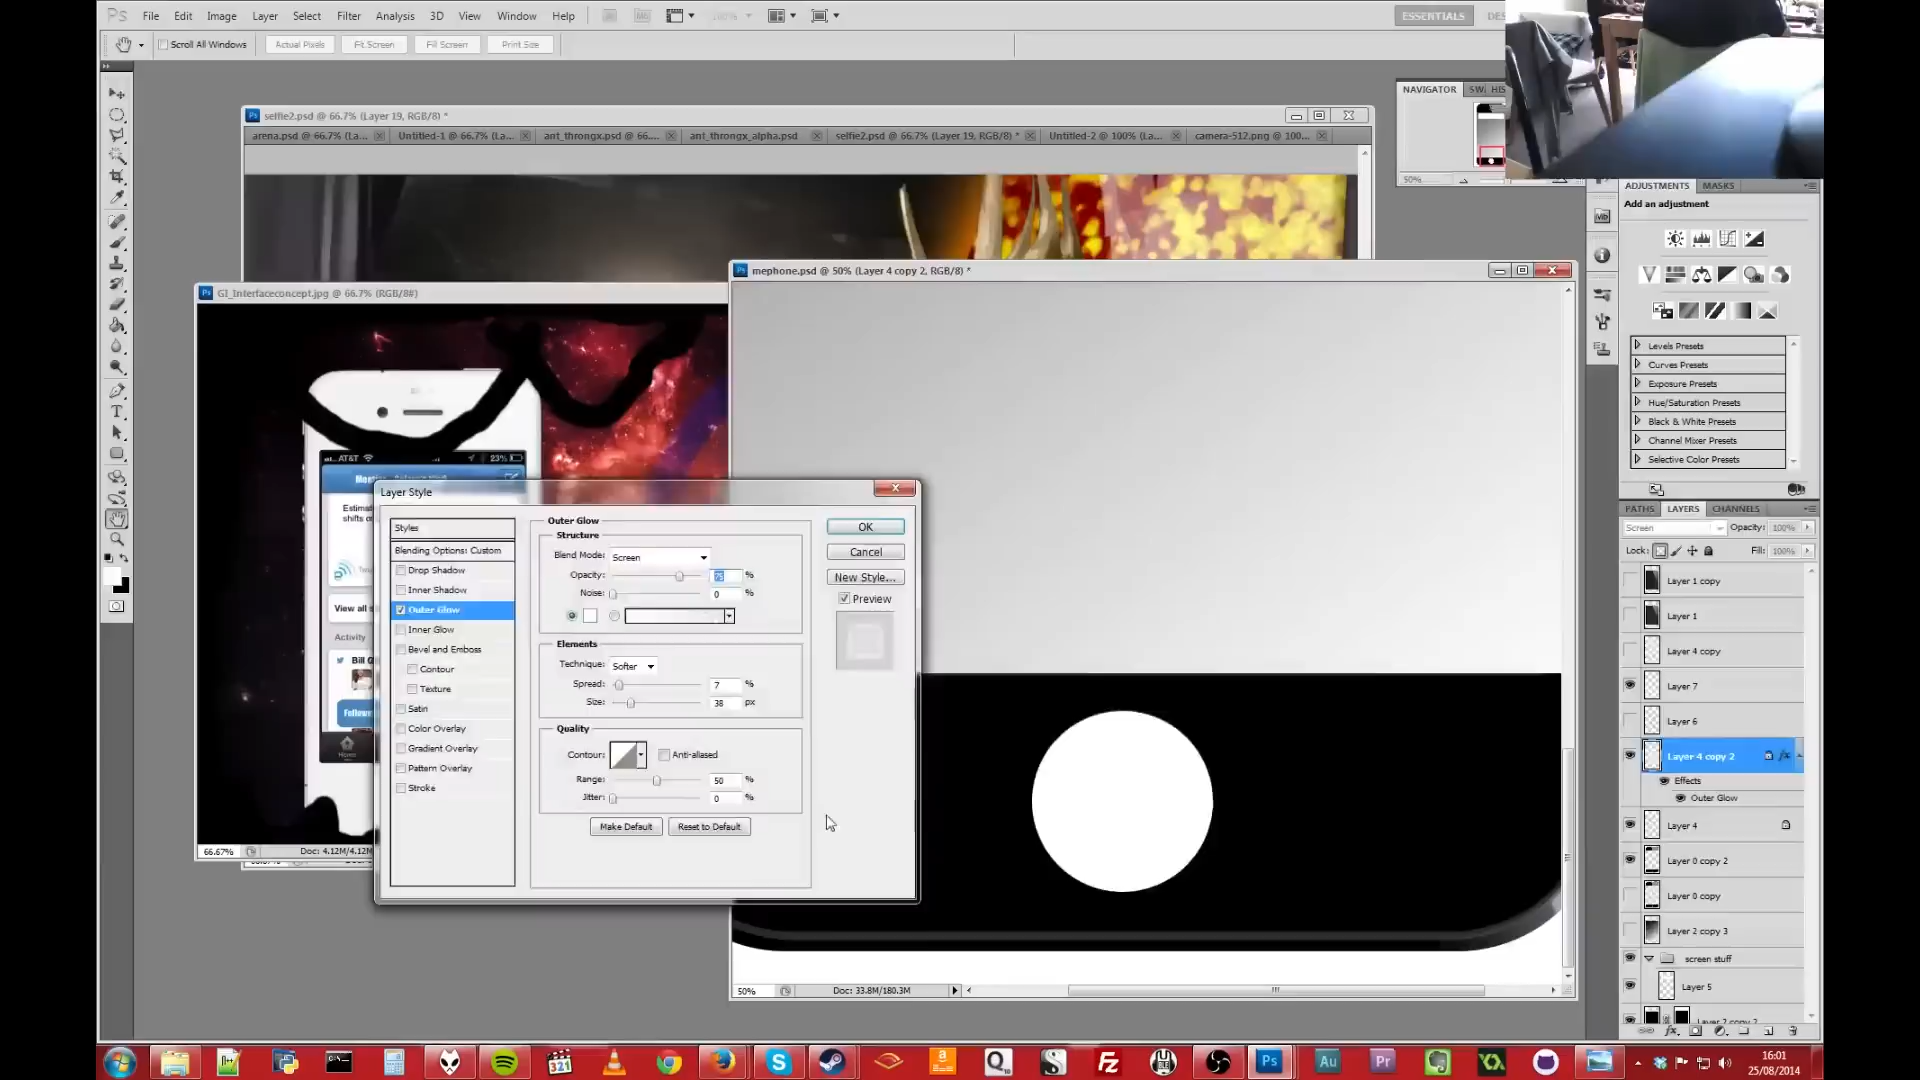 Ps File Edit Image Layer Select Filter Analysis 3D View Window Help 100% ESSENTIALS
Scroll All Windows Actual Pixels Fit Screen Fill Screen Print Size
NAVIGATOR
50%
selfie2.psd @ 66.7% (Layer 19, RGB/8) *
arena.psd @ 66.7% (La... Untitled-1 @ 66.7% (La... ant_throngx.psd @ 66.... ant_throngx_alpha.psd selfie2.psd @ 66.7% (Layer 19, RGB/8) * Untitled-2 @ 100% (La... camera-512.png @ 100...
GI_Interfaceconcept.jpg @ 66.7% (RGB/8#)
AT&T 23%
View all
Activity
Bill
Home
66.67% Doc: 4.12M/4.12M
mephone.psd @ 50% (Layer 4 copy 2, RGB/8) *
50% Doc: 33.8M/180.3M
Layer Style
Styles
Blending Options: Custom
Drop Shadow
Inner Shadow
Outer Glow
Inner Glow
Bevel and Emboss
Contour
Texture
Satin
Color Overlay
Gradient Overlay
Pattern Overlay
Stroke
Outer Glow
Structure
Blend Mode: Screen
Opacity: 75 %
Noise: 0 %
Elements
Technique: Softer
Spread: 7 %
Size: 38 px
Quality
Contour: Anti-aliased
Range: 50 %
Jitter: 0 %
Make Default Reset to Default
OK
Cancel
New Style...
Preview
ADJUSTMENTS MASKS
Add an adjustment
Levels Presets
Curves Presets
Exposure Presets
Hue/Saturation Presets
Black & White Presets
Channel Mixer Presets
Selective Color Presets
PATHS LAYERS CHANNELS
Screen Opacity: 100%
Lock: Fill: 100%
Layer 1 copy
Layer 1
Layer 4 copy
Layer 7
Layer 6
Layer 4 copy 2 fx
Effects
Outer Glow
Layer 4
Layer 0 copy 2
Layer 0 copy
Layer 2 copy 3
screen stuff
Layer 5
Layer 2 copy 2
321 Ps Au Pr
16:01
25/08/2014